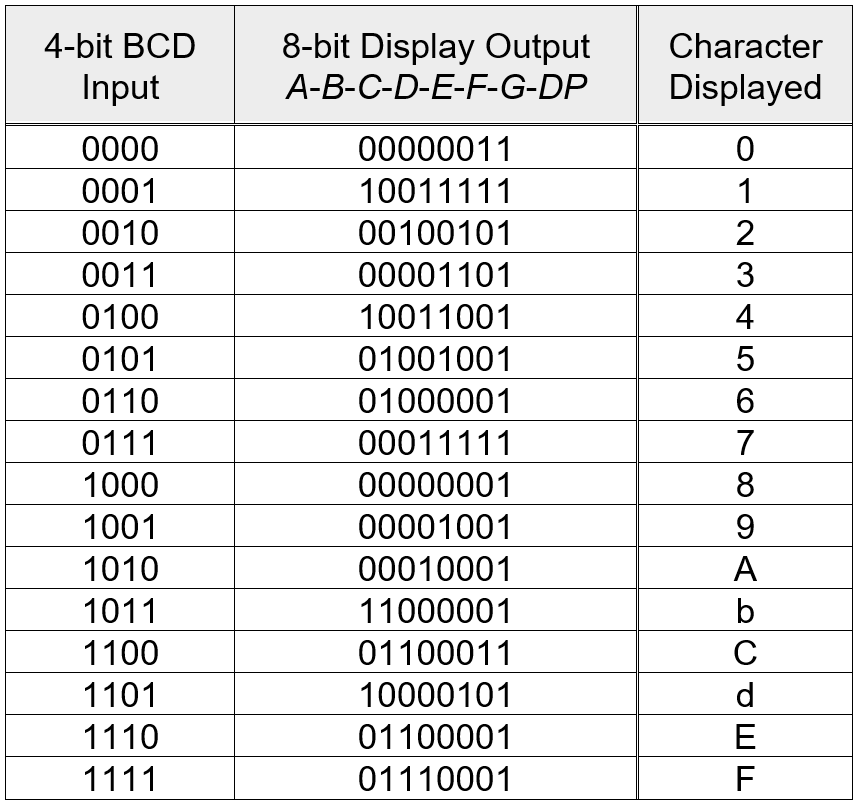 4-bit BCD Input 8-bit Display Output A-B-C-D-E-F-G-DP Character Displayed
0000 00000011 0
0001 10011111 1
0010 00100101 2
0011 00001101 3
0100 10011001 4
0101 01001001 5
0110 01000001 6
0111 00011111 7
1000 00000001 8
1001 00001001 9
1010 00010001 A
1011 11000001 b
1100 01100011 C
1101 10000101 d
1110 01100001 E
1111 01110001 F